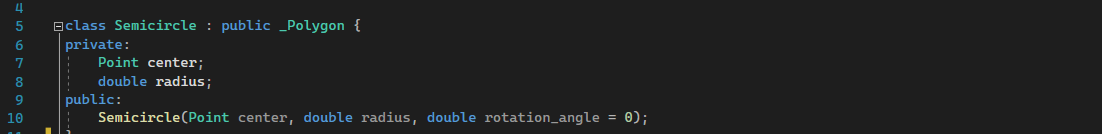 4
5 class Semicircle : public _Polygon {
6 private:
7 Point center;
8 double radius;
9 public:
10 Semicircle(Point center, double radius, double rotation_angle = 0);